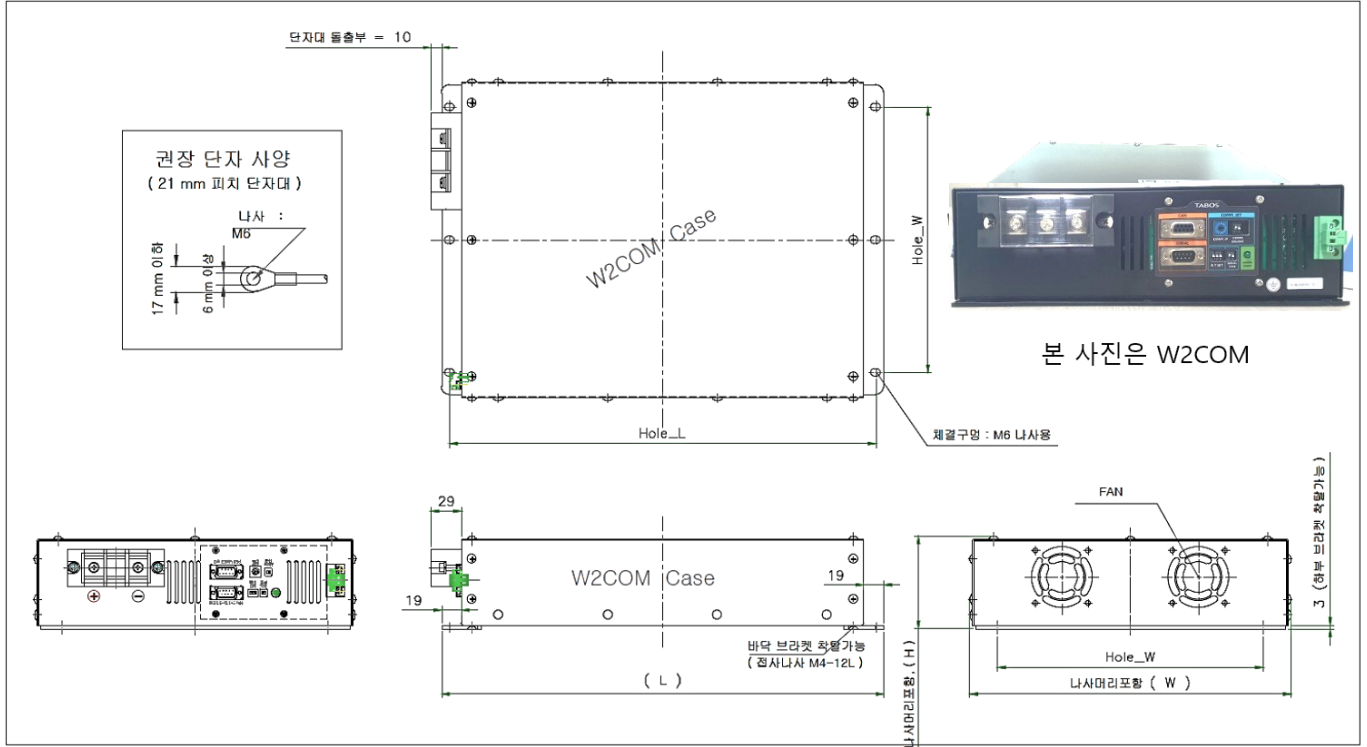 단자대 돌출부 = 10
권장 단자 사양
( 21 mm 피치 단자대 )
나사 :
M6
17 mm 이하
6 mm 이상
W2COM Case
Hole_W
Hole_L
체결구멍 : M6 나사용
TABOS
CAN
본 사진은 W2COM
29
W2COM Case
19
19
바닥 브라켓 착탈가능
( 접시나사 M4-12L )
( L )
나사머리포함, ( H )
FAN
3 (하부 브라켓 착탈가능)
Hole_W
나사머리포함 ( W )
+
−